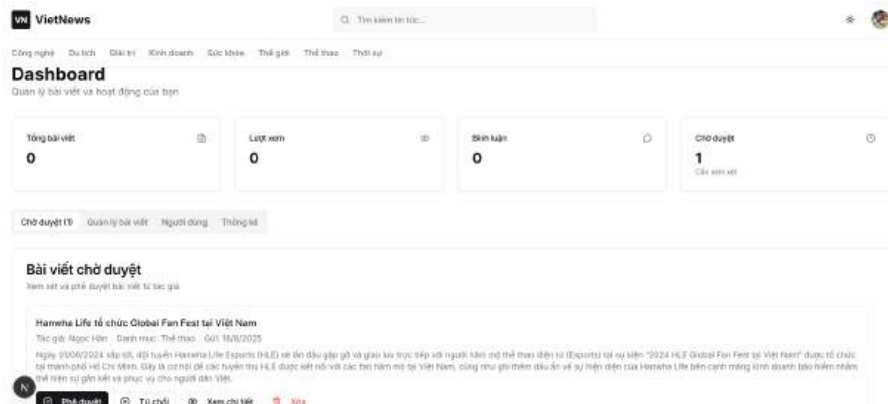 VN VietNews
Tìm kiếm tin tức...
Công nghệ Du lịch Giải trí Kinh doanh Sức khỏe Thế giới Thể thao Thời sự
Dashboard
Quản lý bài viết và hoạt động của bạn
Tổng bài viết Lượt xem Bình luận Chờ duyệt
0 0 0 1
Cần xem xét
Chờ duyệt (1) Quản lý bài viết Người dùng Thống kê
Bài viết chờ duyệt
Xem xét và phê duyệt bài viết từ tác giả
Hanwha Life tổ chức Global Fan Fest tại Việt Nam
Tác giả: Ngọc Hân Danh mục: Thể thao Gửi: 18/8/2025
Ngày 01/06/2024 sắp tới, đội tuyển Hanwha Life Esports (HLE) sẽ lần đầu gặp gỡ và giao lưu trực tiếp với người hâm mộ thể thao điện tử (Esports) tại sự kiện "2024 HLE Global Fan Fest tại Việt Nam" được tổ chức
tại thành phố Hồ Chí Minh. Đây là cơ hội để các tuyển thủ HLE được kết nối với các fan hâm mộ tại Việt Nam, cũng như ghi thêm dấu ấn về sự hiện diện của Hanwha Life bên cạnh mảng kinh doanh bảo hiểm nhằm
thể hiện sự gắn kết và phục vụ cho người dân Việt.
N
Phê duyệt Từ chối Xem chi tiết Xóa